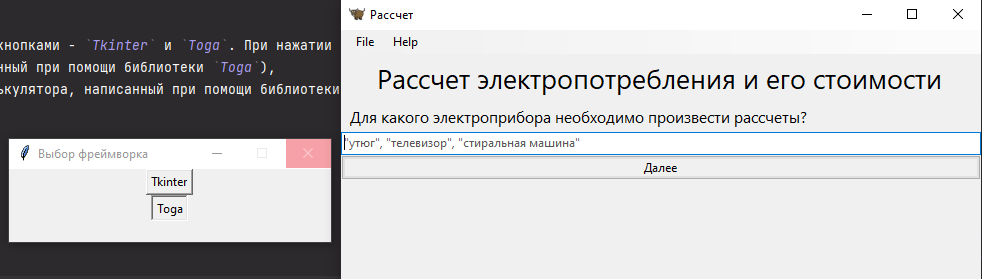 кнопками - `Tkinter` и `Toga`. При нажатии
нный при помощи библиотеки `Toga`),
ькулятора, написанный при помощи библиотеки
Выбор фреймворка
Tkinter
Toga
Рассчет
File Help
Рассчет электропотребления и его стоимости
Для какого электроприбора необходимо произвести рассчеты?
"утюг", "телевизор", "стиральная машина"
Далее